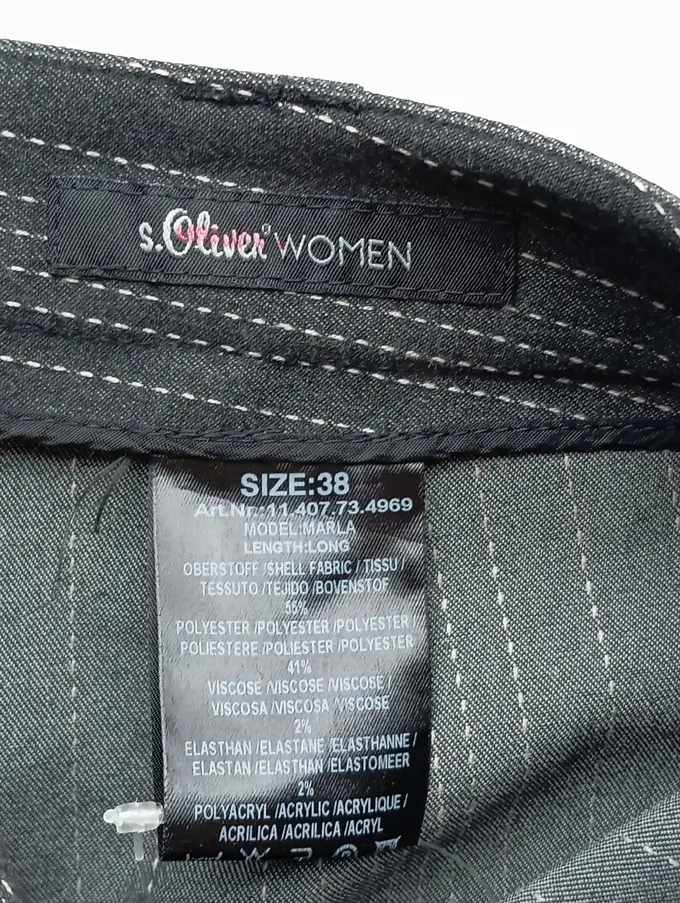 s.Oliver® WOMEN
SIZE:38
Art.Nr.:11.407.73.4969
MODEL:MARLA
LENGTH:LONG
OBERSTOFF /SHELL FABRIC / TISSU /
TESSUTO /TEJIDO /BOVENSTOF
55%
POLYESTER /POLYESTER /POLYESTER /
POLIESTERE /POLIESTER /POLYESTER
41%
VISCOSE /VISCOSE /VISCOSE /
VISCOSA /VISCOSA /VISCOSE
2%
ELASTHAN /ELASTANE /ELASTHANNE /
ELASTAN /ELASTHAN /ELASTOMEER
2%
POLYACRYL /ACRYLIC /ACRYLIQUE /
ACRILICA /ACRILICA /ACRYL